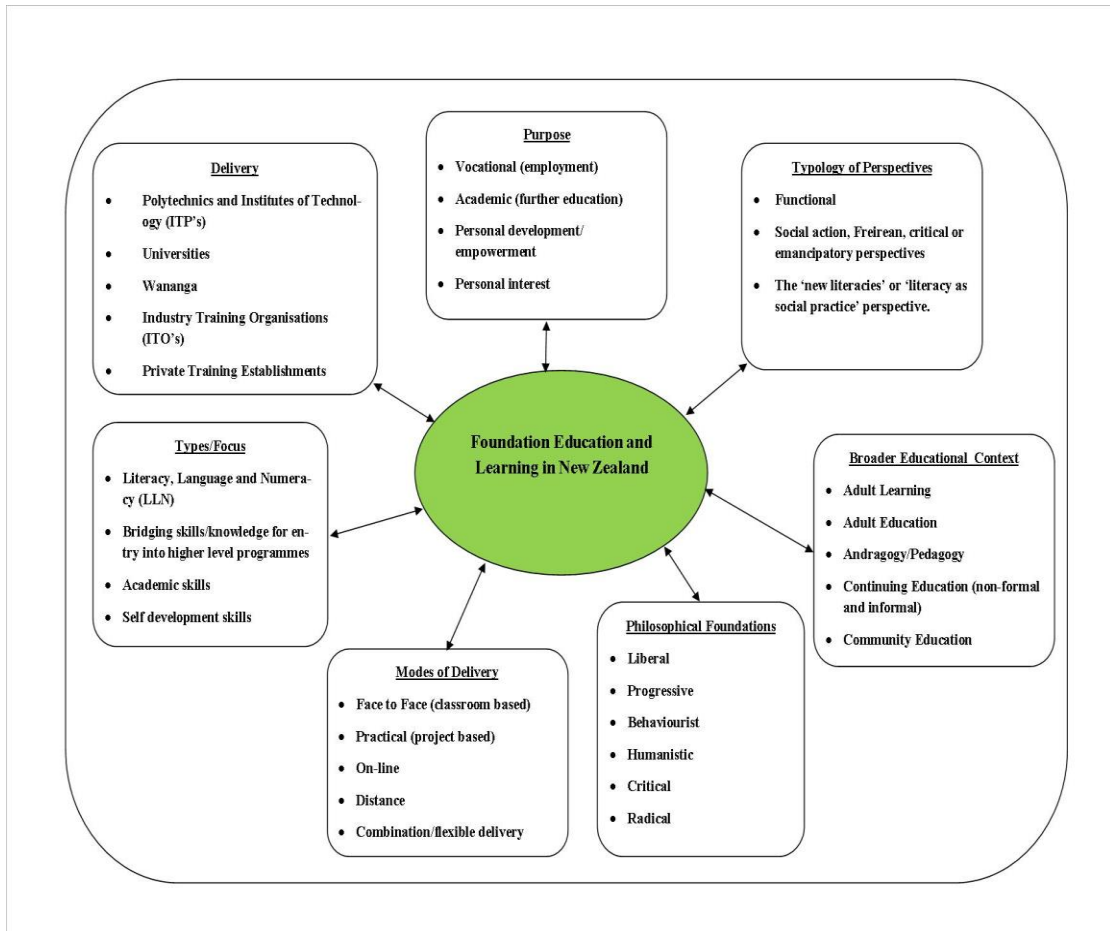 Purpose
• Vocational (employment)
• Academic (further education)
• Personal development/
empowerment
• Personal interest
Delivery
• Polytechnics and Institutes of Technol-
ogy (ITP’s)
• Universities
• Wananga
• Industry Training Organisations
(ITO’s)
• Private Training Establishments
Typology of Perspectives
• Functional
• Social action, Freirean, critical or
emancipatory perspectives
• The ‘new literacies’ or ‘literacy as
social practice’ perspective.
Foundation Education and
Learning in New Zealand
Types/Focus
• Literacy, Language and Numera-
cy (LLN)
• Bridging skills/knowledge for en-
try into higher level programmes
• Academic skills
• Self development skills
Broader Educational Context
• Adult Learning
• Adult Education
• Andragogy/Pedagogy
• Continuing Education (non-formal
and informal)
• Community Education
Modes of Delivery
• Face to Face (classroom based)
• Practical (project based)
• On-line
• Distance
• Combination/flexible delivery
Philosophical Foundations
• Liberal
• Progressive
• Behaviourist
• Humanistic
• Critical
• Radical